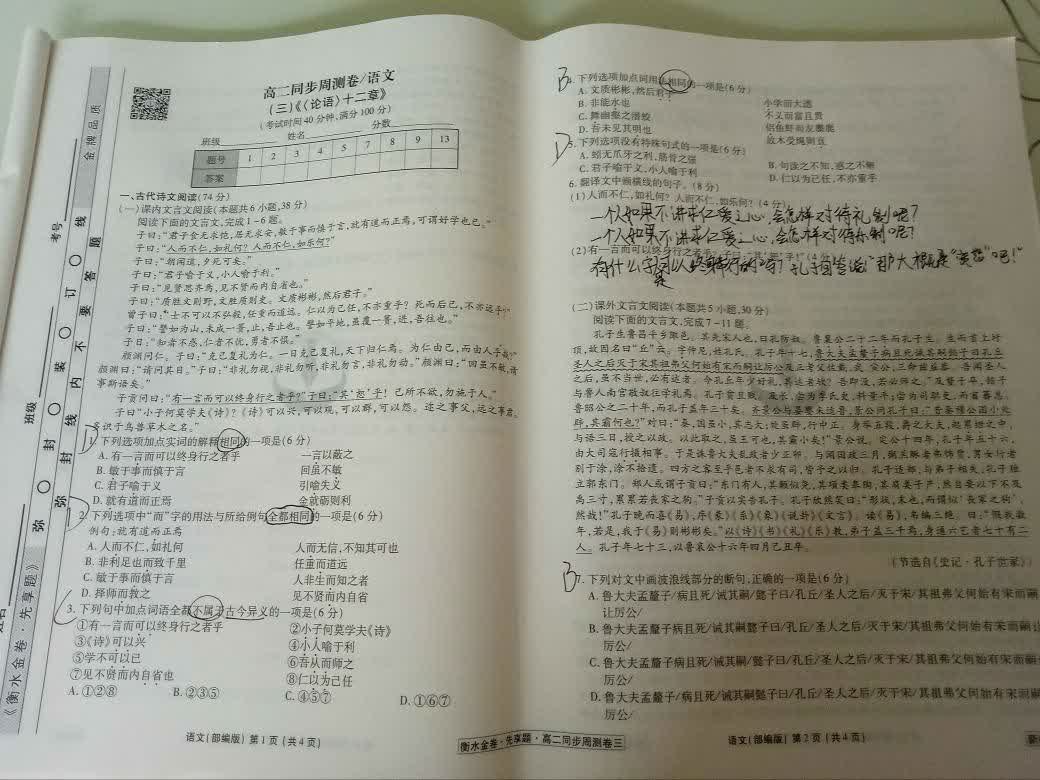 高二同步周测卷/语文
(三)《〈论语〉十二章》
(考试时间40分钟,满分100分)
班级 姓名 分数
题号 1 2 3 4 5 7 8 9 13
答案
一、古代诗文阅读(74分)
(一)课内文言文阅读(本题共6小题,38分)
阅读下面的文言文,完成1~6题。
子曰:“君子食无求饱,居无求安,敏于事而慎于言,就有道而正焉,可谓好学也已。”
子曰:“人而不仁,如礼何?人而不仁,如乐何?”
子曰:“朝闻道,夕死可矣。”
子曰:“君子喻于义,小人喻于利。”
子曰:“见贤思齐焉,见不贤而内自省也。”
子曰:“质胜文则野,文胜质则史。文质彬彬,然后君子。”
曾子曰:“士不可以不弘毅,任重而道远。仁以为己任,不亦重乎?死而后已,不亦远乎?”
子曰:“譬如为山,未成一篑,止,吾止也。譬如平地,虽覆一篑,进,吾往也。”
子曰:“知者不惑,仁者不忧,勇者不惧。”
颜渊问仁。子曰:“克己复礼为仁。一日克己复礼,天下归仁焉。为仁由己,而由人乎哉?”
颜渊曰:“请问其目。”子曰:“非礼勿视,非礼勿听,非礼勿言,非礼勿动。”颜渊曰:“回虽不敏,请
事斯语矣。”
子贡问曰:“有一言而可以终身行之者乎?”子曰:“其‘恕’乎!己所不欲,勿施于人。”
子曰:“小子何莫学夫《诗》?《诗》可以兴,可以观,可以群,可以怨。迩之事父,远之事君,
多识于鸟兽草木之名。”
1. 下列选项加点实词的解释相同的一项是(6分)
A. 有一言而可以终身行之者乎 一言以蔽之
B. 敏于事而慎于言 回虽不敏
C. 君子喻于义 引喻失义
D. 就有道而正焉 金就砺则利
2. 下列选项中“而”字的用法与所给例句全都相同的一项是(6分)
例句:就有道而正焉
A. 人而不仁,如礼何 人而无信,不知其可也
B. 非利足也而致千里 任重而道远
C. 敏于事而慎于言 人非生而知之者
D. 择师而教之 见不贤而内自省
3. 下列句中加点词语全都不属于古今异义的一项是(6分)
①有一言而可以终身行之者乎 ②小子何莫学夫《诗》
③《诗》可以兴 ④小人喻于利
⑤学不可以已 ⑥吾从而师之
⑦见不贤而内自省也 ⑧仁以为己任
A. ①②⑧ B. ②③⑤ C. ④⑤⑦ D. ①⑥⑦
语文(部编版) 第1页(共4页)
《衡水金卷·先享题》
金牌品质
考号
班级
弥 封 装 订 线
弥 封 线 内 不 要 答 题
B
4. 下列选项加点词用法相同的一项是(6分)
A. 文质彬彬,然后君子 小学而大遗
B. 非能水也 不义而富且贵
C. 舞幽壑之潜蛟 侣鱼虾而友麋鹿
D. 吾未见其明也 故木受绳则直
D
5. 下列选项没有特殊句式的一项是(6分)
A. 蚓无爪牙之利,筋骨之强 B. 句读之不知,惑之不解
C. 君子喻于义,小人喻于利 D. 仁以为己任,不亦重乎
6. 翻译文中画横线的句子。(8分)
(1)人而不仁,如礼何?人而不仁,如乐何?(4分)
一个人如果不讲求仁爱之心,会怎样对待礼制呢?
一个人如果不讲求仁爱之心,会怎样对待乐制呢?
(2)有一言而可以终身行之者乎?
(二)课外文言文阅读(本题共5小题,30分)
阅读下面的文言文,完成7~11题。
孔子生鲁昌平乡陬邑。其先宋人也,曰孔防叔。鲁襄公二十二年而孔子生。生而首上圩
顶,故因名曰“丘”云。字仲尼,姓孔氏。孔子年十七,鲁大夫孟釐子病且死诫其嗣懿子曰孔丘
圣人之后灭于宋其祖弗父何始有宋而嗣让厉公及正考父佐戴、武、宣公,三命兹益恭。吾闻圣人
之后,虽不当世,必有达者。今孔丘年少好礼,其达者欤?吾即没,若必师之。”及釐子卒,懿子
与鲁人南宫敬叔往学礼焉。孔子贫且贱。及长,尝为季氏史,料量平;尝为司职吏,而畜蕃息。
鲁昭公之二十年,而孔子盖年三十矣。齐景公与晏婴来适鲁,景公问孔子曰:“昔秦穆公国小处
辟,其霸何也?”对曰:“秦,国虽小,其志大;处虽辟,行中正。身举五羖,爵之大夫,起累绁之中,
与语三日,授之以政。以此取之,虽王可也,其霸小矣!”景公说。定公十四年,孔子年五十六,
由大司寇行摄相事。于是诛鲁大夫乱政者少正卯。与闻国政三月,粥羔豚者弗饰贾,男女行者
别于涂,涂不拾遗。四方之客至乎邑者不求有司,皆予之以归。孔子适郑,与弟子相失,孔子独
立郭东门。郑人或谓子贡曰:“东门有人,其颡似尧,其项类皋陶,其肩类子产,然自要以下不及
禹三寸,累累若丧家之狗。”子贡以实告孔子。孔子欣然笑曰:“形状,末也,而谓似‘丧家之狗’,
然哉!”孔子晚而喜《易》,序《彖》《系》《象》《说卦》《文言》。读《易》,韦编三绝。曰:“假我数
年,若是,我于《易》则彬彬矣。”以《诗》《书》《礼》《乐》教,弟子盖三千焉,身通六艺者七十有二
人。孔子年七十三,以鲁哀公十六年四月己丑卒。
(节选自《史记·孔子世家》)
B
7. 下列对文中画波浪线部分的断句,正确的一项是(6分)
A. 鲁大夫孟釐子/病且死/诫其嗣/懿子曰/孔丘/圣人之后/灭于宋/其祖弗父何始有宋而嗣
让厉公/
B. 鲁大夫孟釐子病且死/诫其嗣懿子曰/孔丘/圣人之后/灭于宋/其祖弗父何始有宋而嗣让
厉公/
C. 鲁大夫孟釐子病且死/诫其嗣/懿子曰/孔丘/圣人之后/灭于宋/其祖弗父何始有宋而嗣
厉公/
D. 鲁大夫孟釐子/病且死/诫其嗣懿子曰/孔丘/圣人之后/灭于宋/其祖弗父何始有宋而嗣
厉公/
衡水金卷·先享题·高二同步周测卷三
语文(部编版) 第2页(共4页)